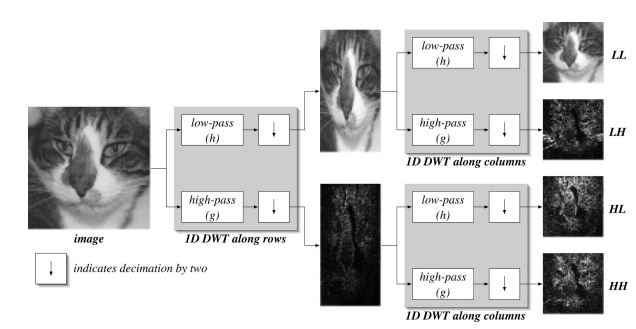 image
indicates decimation by two
low-pass
(h)
high-pass
(g)
1D DWT along rows
low-pass
(h)
high-pass
(g)
1D DWT along columns
low-pass
(h)
high-pass
(g)
1D DWT along columns
LL
LH
HL
HH